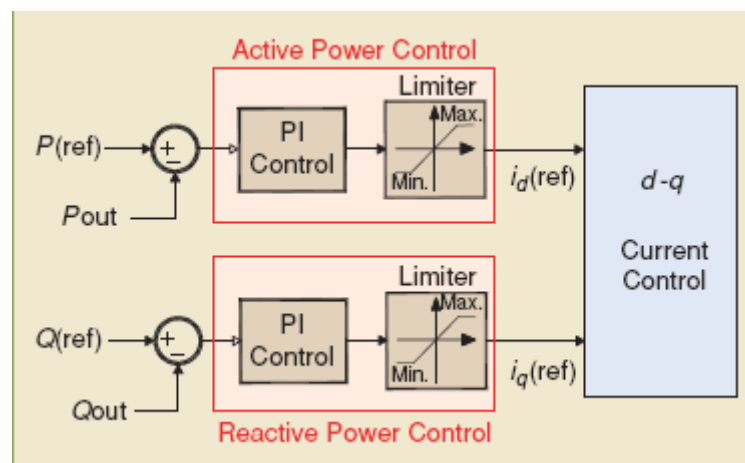 Active Power Control
Limiter
P(ref)
+
−
PI
Control
Max.
Min.
id(ref)
Pout
d-q
Current
Control
Limiter
Q(ref)
+
−
PI
Control
Max.
Min.
iq(ref)
Qout
Reactive Power Control